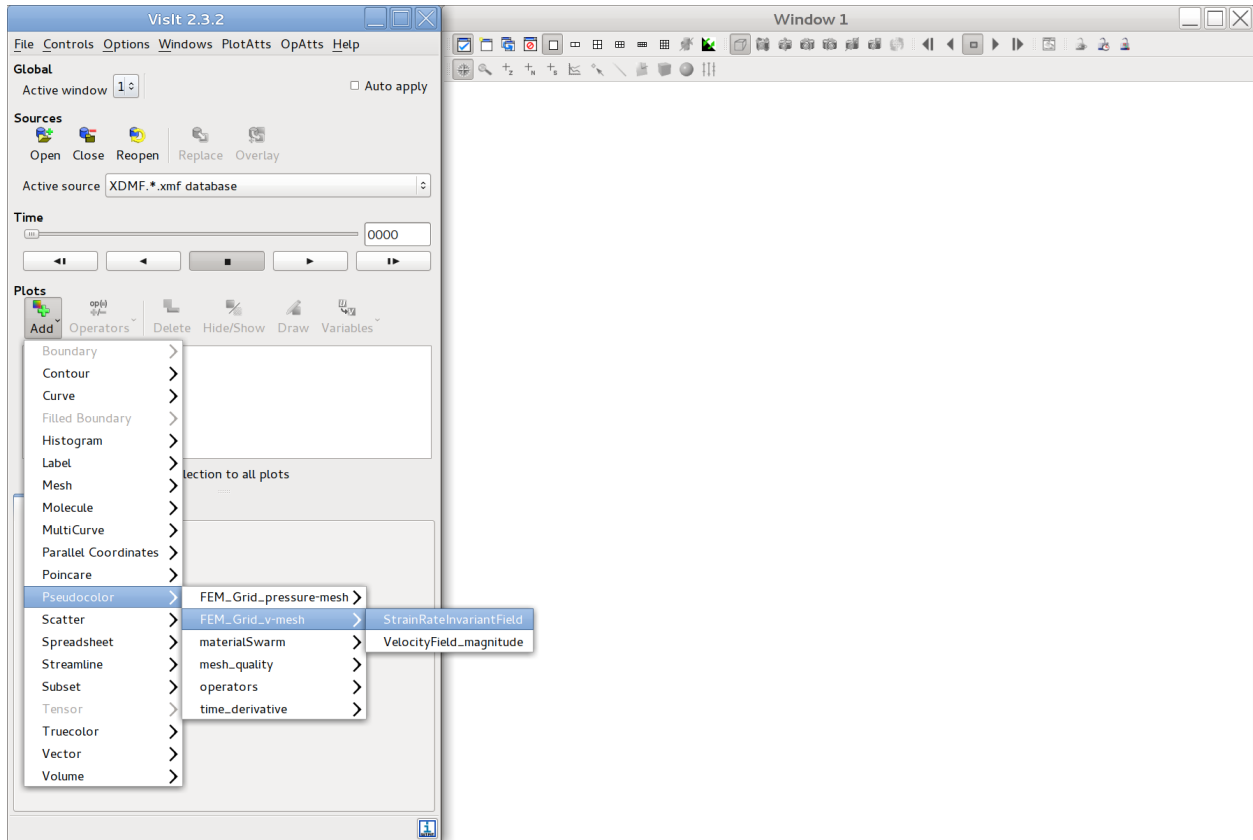 VisIt 2.3.2
Window 1
File Controls Options Windows PlotAtts OpAtts Help
Global
Active window 1
Auto apply
Sources
Open Close Reopen Replace Overlay
Active source XDMF.*.xmf database
Time
0000
Plots
Add Operators Delete Hide/Show Draw Variables
Boundary
Contour
Curve
Filled Boundary
Histogram
Label
lection to all plots
Mesh
Molecule
MultiCurve
Parallel Coordinates
Poincare
Pseudocolor FEM_Grid_pressure-mesh
Scatter FEM_Grid_v-mesh StrainRateInvariantField
Spreadsheet materialSwarm VelocityField_magnitude
Streamline mesh_quality
Subset operators
Tensor time_derivative
Truecolor
Vector
Volume